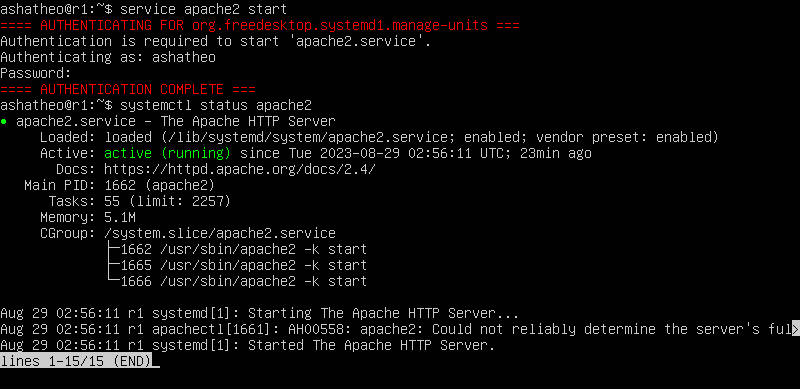 ashatheo@r1:~$ service apache2 start
==== AUTHENTICATING FOR org.freedesktop.systemd1.manage-units ===
Authentication is required to start 'apache2.service'.
Authenticating as: ashatheo
Password:
==== AUTHENTICATION COMPLETE ===
ashatheo@r1:~$ systemctl status apache2
● apache2.service - The Apache HTTP Server
Loaded: loaded (/lib/systemd/system/apache2.service; enabled; vendor preset: enabled)
Active: active (running) since Tue 2023-08-29 02:56:11 UTC; 23min ago
Docs: https://httpd.apache.org/docs/2.4/
Main PID: 1662 (apache2)
Tasks: 55 (limit: 2257)
Memory: 5.1M
CGroup: /system.slice/apache2.service
├─1662 /usr/sbin/apache2 -k start
├─1665 /usr/sbin/apache2 -k start
└─1666 /usr/sbin/apache2 -k start
Aug 29 02:56:11 r1 systemd[1]: Starting The Apache HTTP Server...
Aug 29 02:56:11 r1 apachectl[1661]: AH00558: apache2: Could not reliably determine the server's ful>
Aug 29 02:56:11 r1 systemd[1]: Started The Apache HTTP Server.
lines 1-15/15 (END)